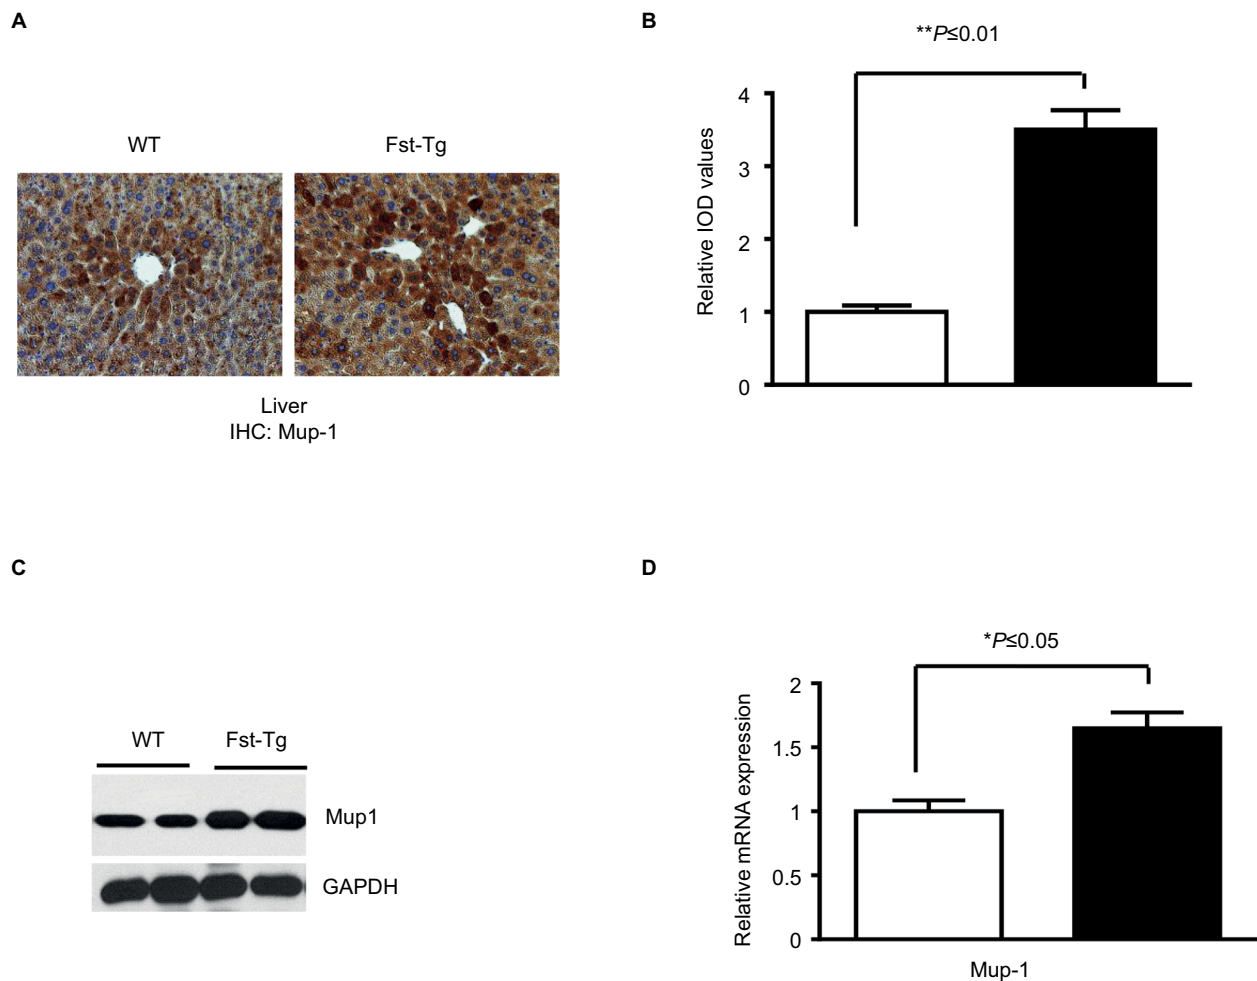 A
WT
Fst-Tg
Liver
IHC: Mup-1
B
**P≤0.01
Relative IOD values
4
3
2
1
0
C
WT
Fst-Tg
Mup1
GAPDH
D
*P≤0.05
Relative mRNA expression
2
1.5
1
0.5
0
Mup-1